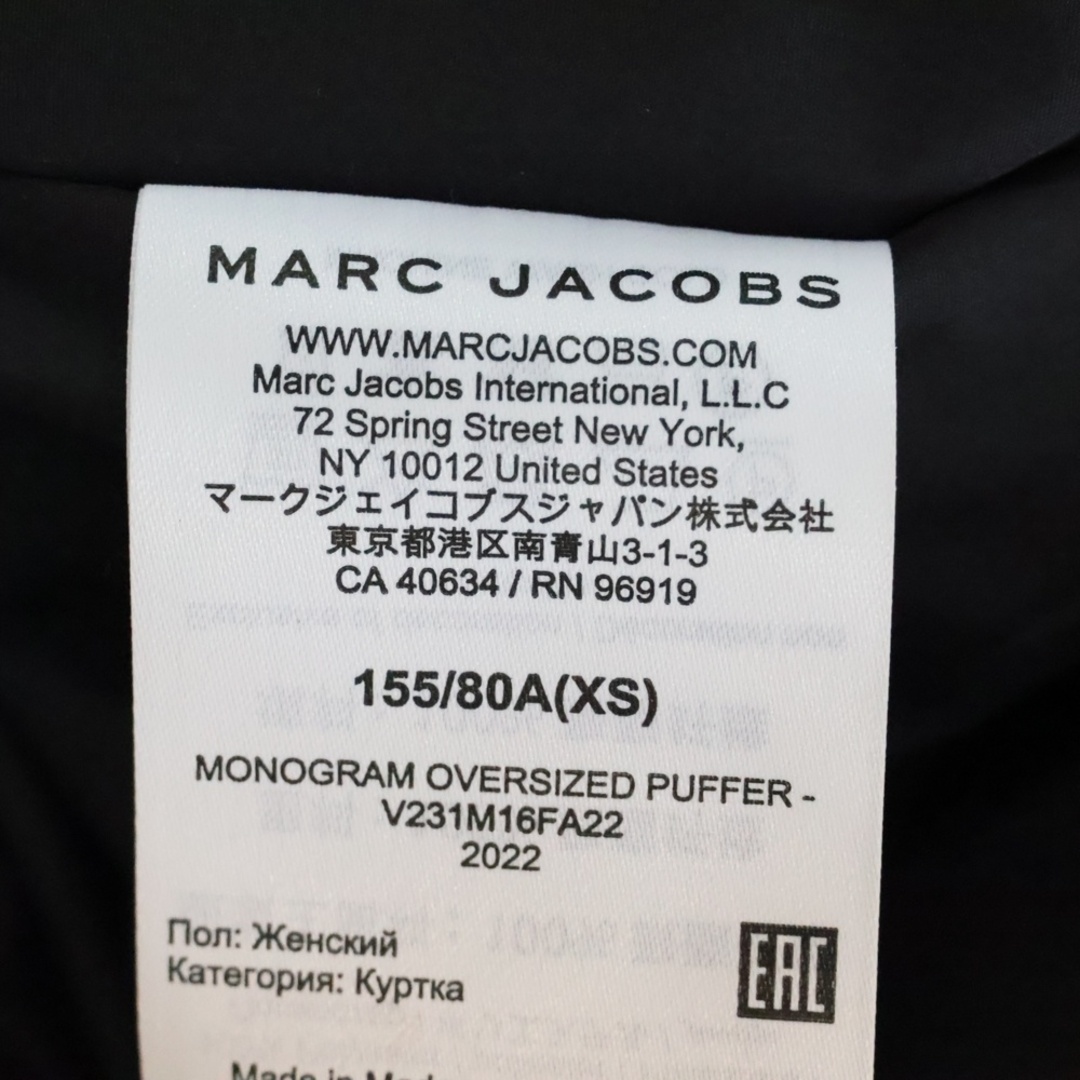 MARC JACOBS
WWW.MARCJACOBS.COM
Marc Jacobs International, L.L.C
72 Spring Street New York,
NY 10012 United States
マークジェイコブスジャパン株式会社
東京都港区南青山3-1-3
CA 40634 / RN 96919
155/80A(XS)
MONOGRAM OVERSIZED PUFFER -
V231M16FA22
2022
Пол: Женский
Категория: Куртка
EAC
Made in